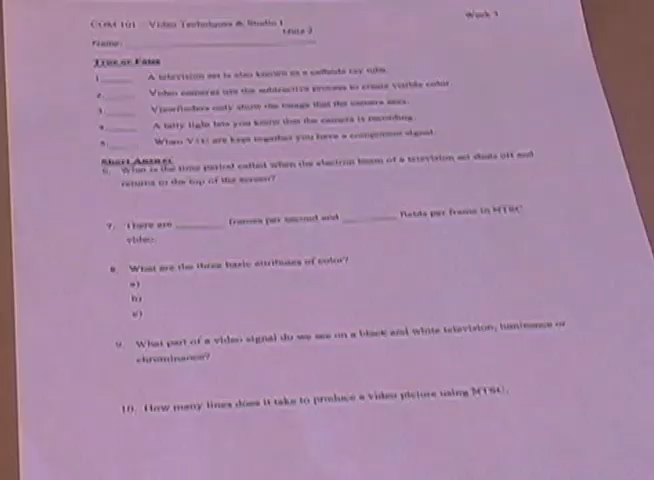 COM 101 - Video Techniques & Studio I
Week 3
Name:
True or False
1. A television set is also known as a cathode ray tube.
2. Video cameras use the subtractive process to create visible color.
3. Viewfinders only show the image that the camera sees.
4. A tally light lets you know that the camera is recording.
5. When Y/C are kept together you have a component signal.
Short Answer
6. What is the time period called when the electron beam of a television set shuts off and
returns to the top of the screen?
7. There are ________ frames per second and ________ fields per frame in NTSC
video.
8. What are the three basic attributes of color?
a)
b)
c)
9. What part of a video signal do we see on a black and white television, luminance or
chrominance?
10. How many lines does it take to produce a video picture using NTSC.